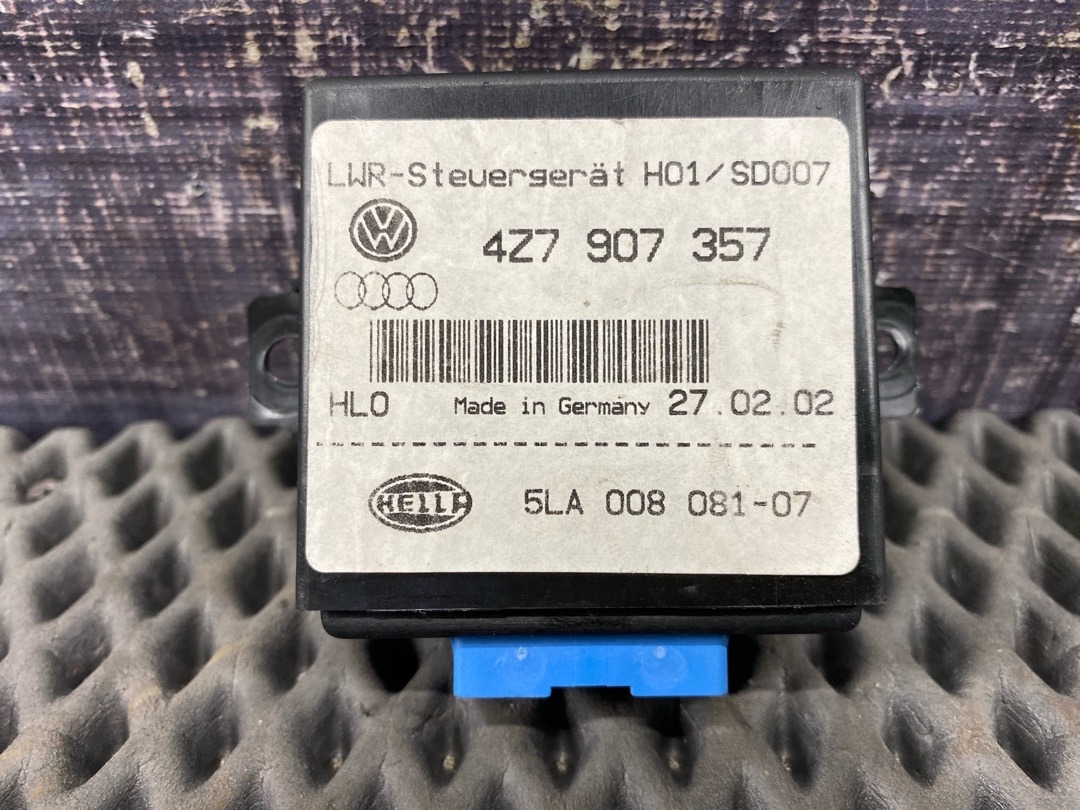 LWR-Steuergerät H01/SD007
VW
4Z7 907 357
HLO Made in Germany 27.02.02
HELLA 5LA 008 081-07